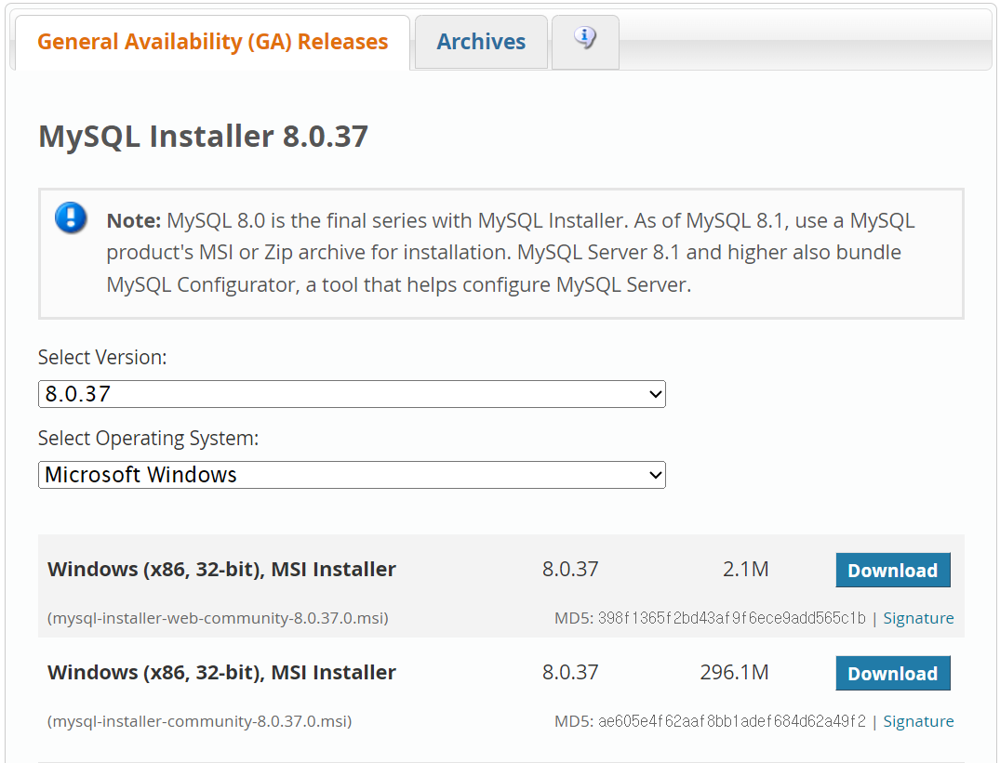 General Availability (GA) Releases
Archives
MySQL Installer 8.0.37
Note: MySQL 8.0 is the final series with MySQL Installer. As of MySQL 8.1, use a MySQL
product's MSI or Zip archive for installation. MySQL Server 8.1 and higher also bundle
MySQL Configurator, a tool that helps configure MySQL Server.
Select Version:
8.0.37
Select Operating System:
Microsoft Windows
Windows (x86, 32-bit), MSI Installer 8.0.37 2.1M Download
(mysql-installer-web-community-8.0.37.0.msi) MD5: 398f1365f2bd43af9f6ece9add565c1b | Signature
Windows (x86, 32-bit), MSI Installer 8.0.37 296.1M Download
(mysql-installer-community-8.0.37.0.msi) MD5: ae605e4f62aaf8bb1adef684d62a49f2 | Signature